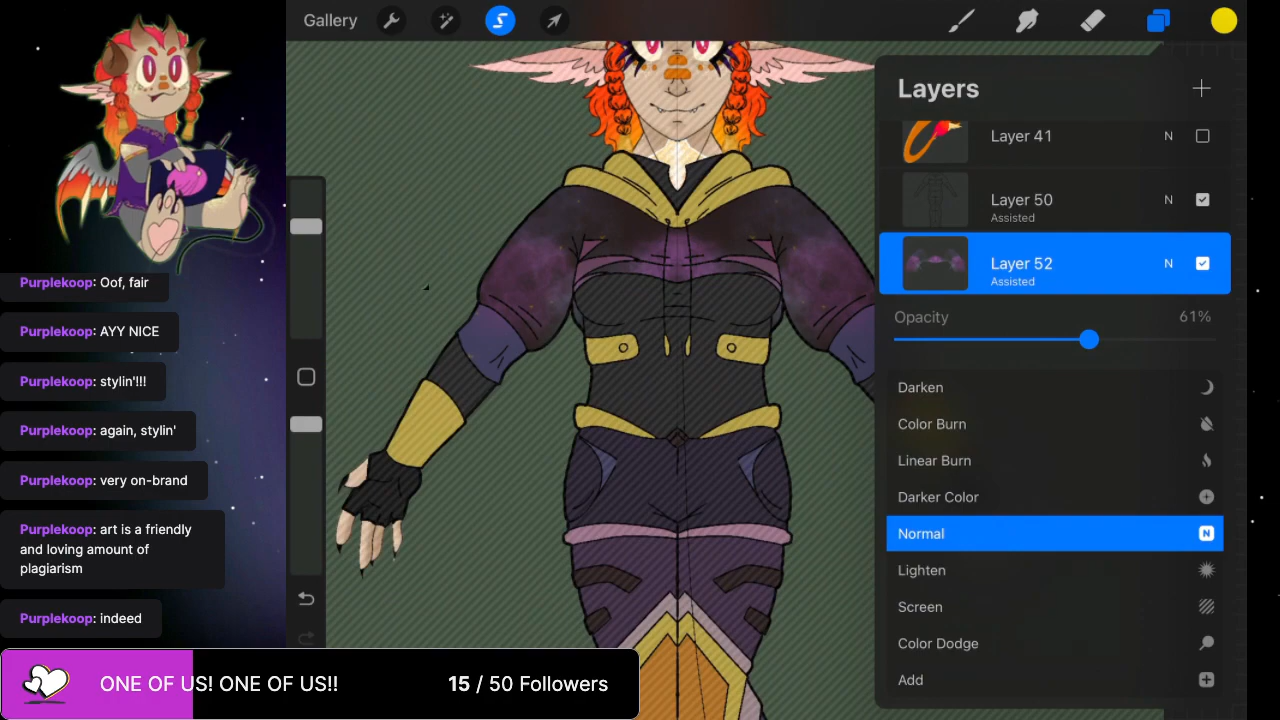 Gallery
Layers
Layer 41
N
Layer 50
Assisted
N
Layer 52
Assisted
N
Opacity
61%
Darken
Color Burn
Linear Burn
Darker Color
Normal
N
Lighten
Screen
Color Dodge
Add
Purplekoop: Oof, fair
Purplekoop: AYY NICE
Purplekoop: stylin'!!!
Purplekoop: again, stylin'
Purplekoop: very on-brand
Purplekoop: art is a friendly
and loving amount of
plagiarism
Purplekoop: indeed
ONE OF US! ONE OF US!!
15 / 50 Followers